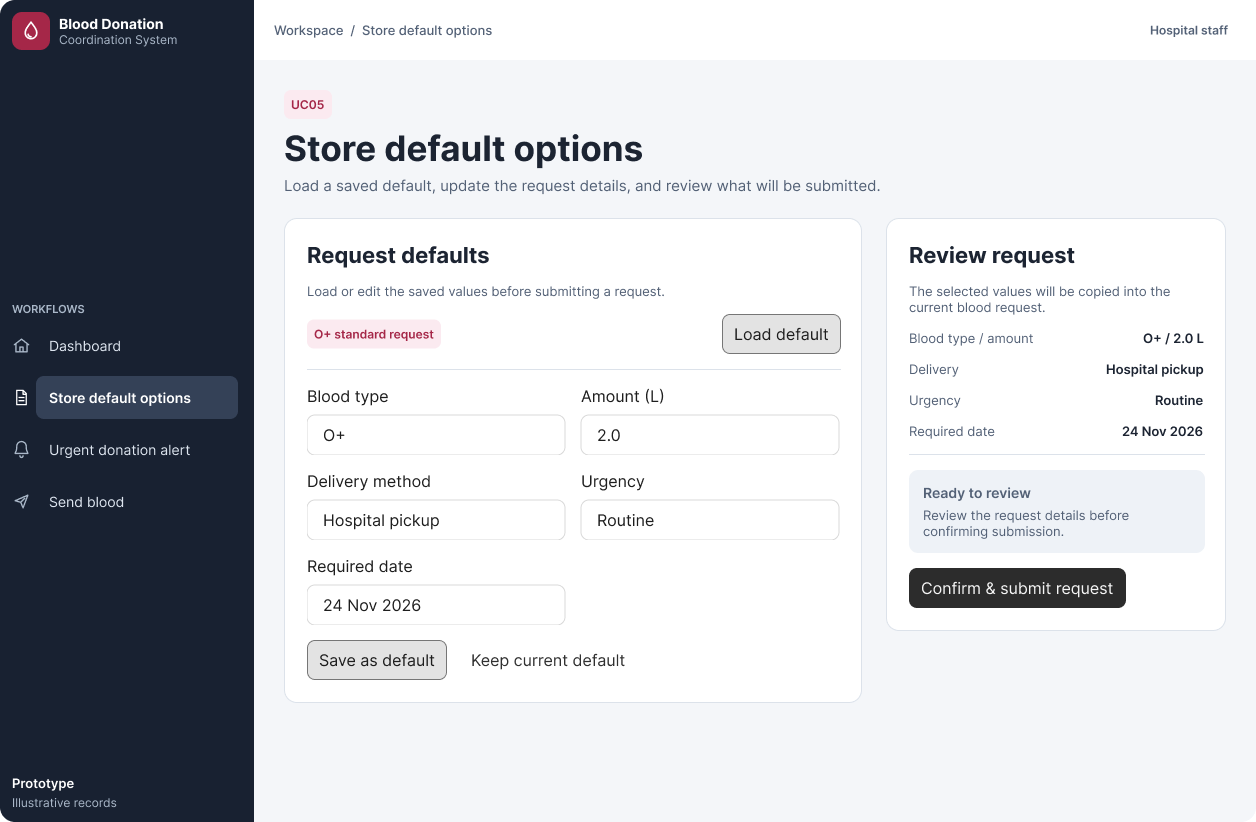 Blood Donation
Coordination System
Workspace / Store default options
Hospital staff
WORKFLOWS
Dashboard
Store default options
Urgent donation alert
Send blood
Prototype
Illustrative records
UC05
Store default options
Load a saved default, update the request details, and review what will be submitted.
Request defaults
Load or edit the saved values before submitting a request.
O+ standard request
Load default
Blood type
O+
Amount (L)
2.0
Delivery method
Hospital pickup
Urgency
Routine
Required date
24 Nov 2026
Save as default
Keep current default
Review request
The selected values will be copied into the
current blood request.
Blood type / amount
O+ / 2.0 L
Delivery
Hospital pickup
Urgency
Routine
Required date
24 Nov 2026
Ready to review
Review the request details before
confirming submission.
Confirm & submit request